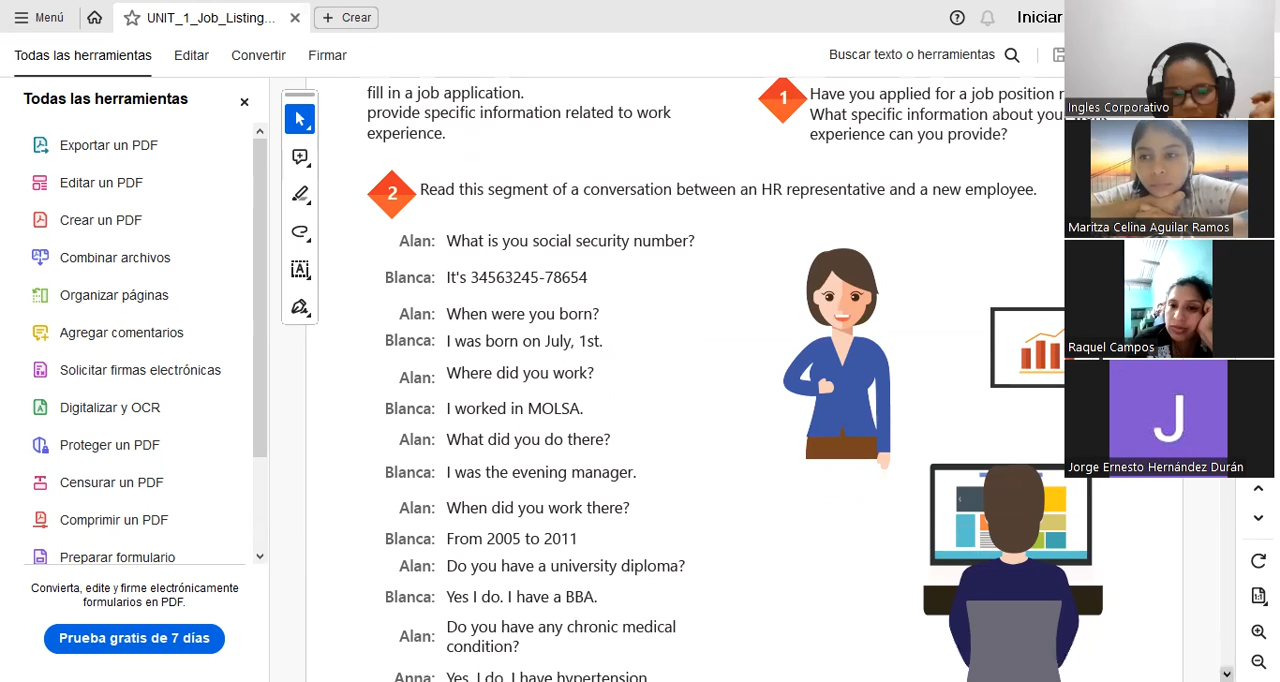 Menú
UNIT_1_Job_Listing...
Crear
Iniciar
Todas las herramientas
Editar
Convertir
Firmar
Buscar texto o herramientas
Todas las herramientas
Exportar un PDF
Editar un PDF
Crear un PDF
Combinar archivos
Organizar páginas
Agregar comentarios
Solicitar firmas electrónicas
Digitalizar y OCR
Proteger un PDF
Censurar un PDF
Comprimir un PDF
Preparar formulario
Convierta, edite y firme electrónicamente
formularios en PDF.
Prueba gratis de 7 días
fill in a job application.
provide specific information related to work
experience.
1
Have you applied for a job position
What specific information about
experience can you provide?
2
Read this segment of a conversation between an HR representative and a new employee.
Alan: What is you social security number?
Blanca: It's 34563245-78654
Alan: When were you born?
Blanca: I was born on July, 1st.
Alan: Where did you work?
Blanca: I worked in MOLSA.
Alan: What did you do there?
Blanca: I was the evening manager.
Alan: When did you work there?
Blanca: From 2005 to 2011
Alan: Do you have a university diploma?
Blanca: Yes I do. I have a BBA.
Alan: Do you have any chronic medical
condition?
Anna: Yes, I do. I have hypertension
Ingles Corporativo
Maritza Celina Aguilar Ramos
Raquel Campos
J
Jorge Ernesto Hernández Durán